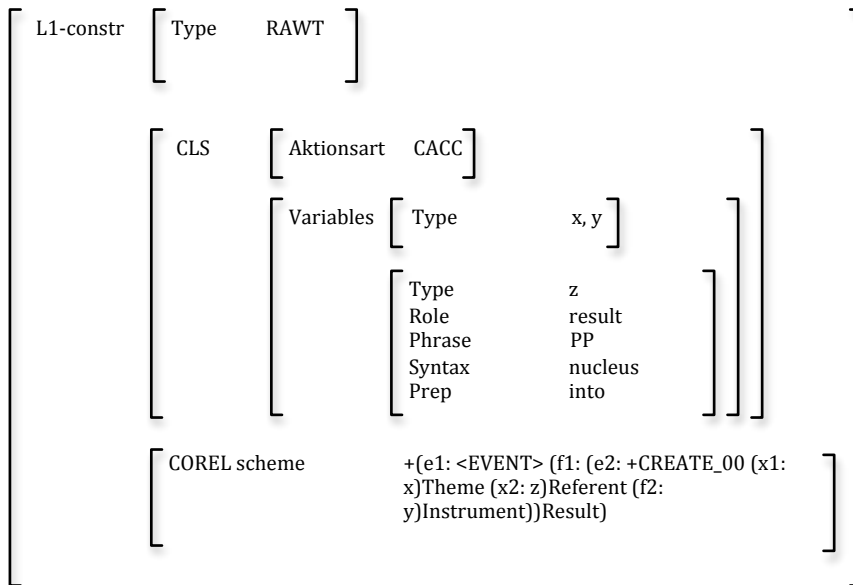 L1-constr Type RAWT
CLS Aktionsart CACC
Variables Type x, y
Type z
Role result
Phrase PP
Syntax nucleus
Prep into
COREL scheme +(e1: <EVENT> (f1: (e2: +CREATE_00 (x1:
x)Theme (x2: z)Referent (f2:
y)Instrument))Result)